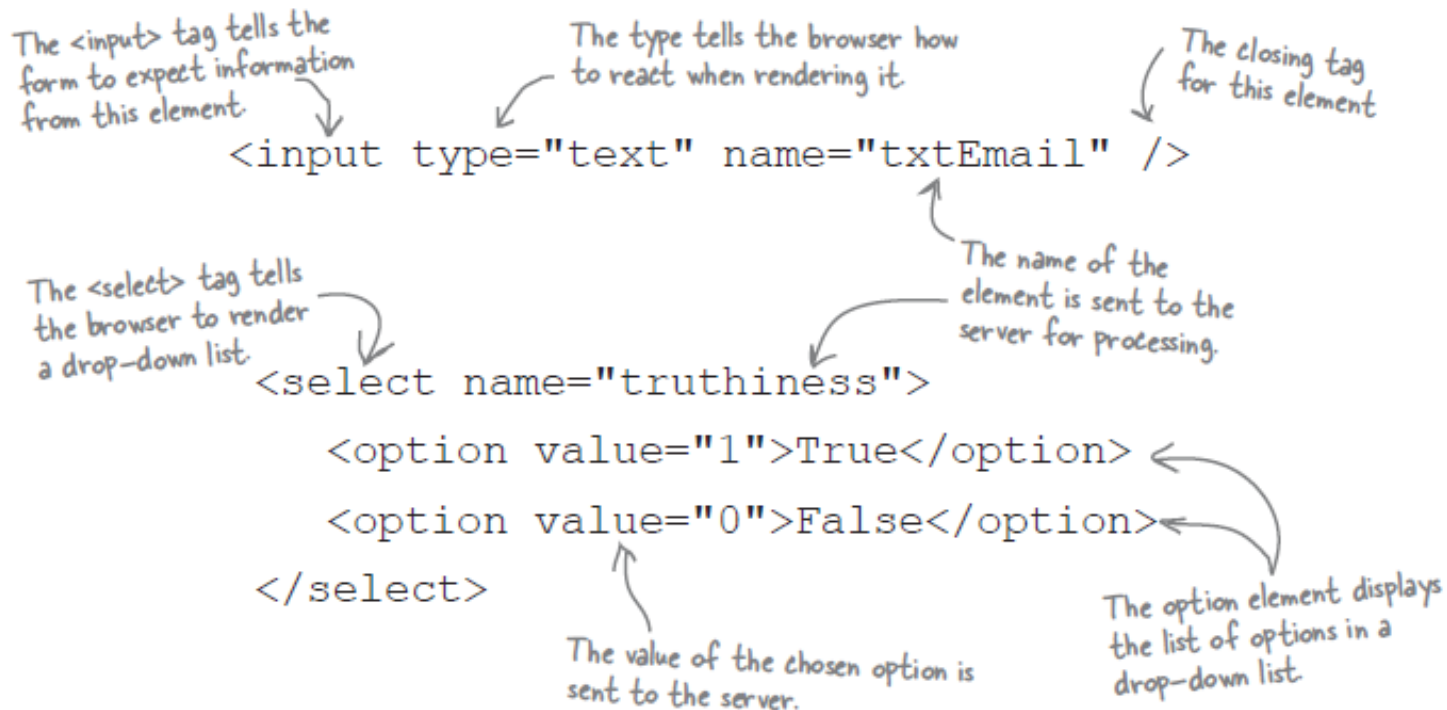 The <input> tag tells the
form to expect information
from this element.
The type tells the browser how
to react when rendering it.
The closing tag
for this element
<input type="text" name="txtEmail" />
The name of the
element is sent to the
server for processing.
The <select> tag tells
the browser to render
a drop-down list.
<select name="truthiness">
<option value="1">True</option>
<option value="0">False</option>
</select>
The option element displays
the list of options in a
drop-down list.
The value of the chosen option is
sent to the server.